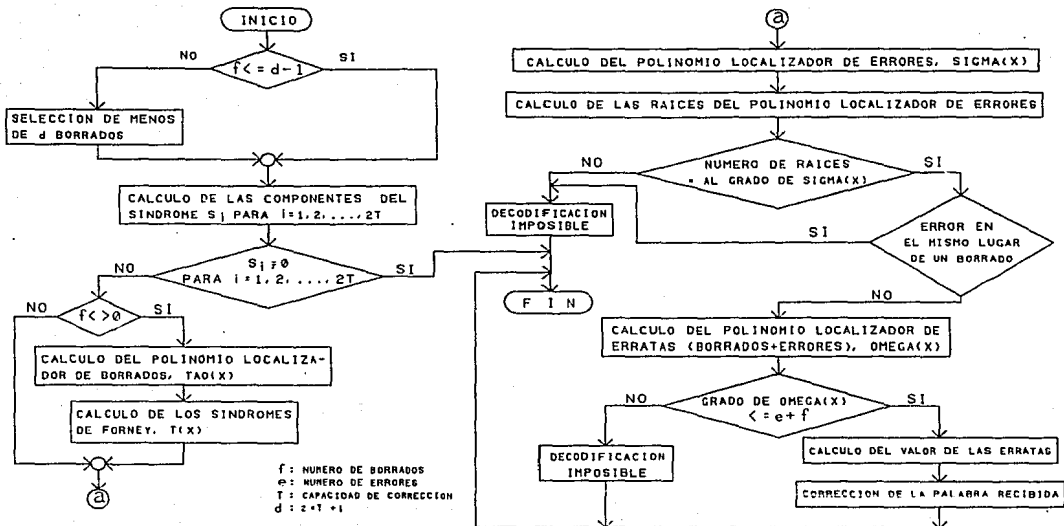 INICIO
NO
f<=d-1
SI
SELECCION DE MENOS
DE d BORRADOS
CALCULO DE LAS COMPONENTES DEL
SINDROME Si PARA i=1,2,...,2T
NO
Si≠0
PARA i=1,2,...,2T
SI
NO
f<>0
SI
CALCULO DEL POLINOMIO LOCALIZA-
DOR DE BORRADOS, TAO(X)
CALCULO DE LOS SINDROMES
DE FORNEY, T(X)
a
f: NUMERO DE BORRADOS
e: NUMERO DE ERRORES
T: CAPACIDAD DE CORRECCION
d: 2*T+1
a
CALCULO DEL POLINOMIO LOCALIZADOR DE ERRORES, SIGMA(X)
CALCULO DE LAS RAICES DEL POLINOMIO LOCALIZADOR DE ERRORES
NO
NUMERO DE RAICES
= AL GRADO DE SIGMA(X)
SI
DECODIFICACION
IMPOSIBLE
SI
ERROR EN
EL MISMO LUGAR
DE UN BORRADO
FIN
NO
CALCULO DEL POLINOMIO LOCALIZADOR DE
ERRATAS (BORRADOS+ERRORES), OMEGA(X)
NO
GRADO DE OMEGA(X)
<=e+f
SI
DECODIFICACION
IMPOSIBLE
CALCULO DEL VALOR DE LAS ERRATAS
CORRECCION DE LA PALABRA RECIBIDA